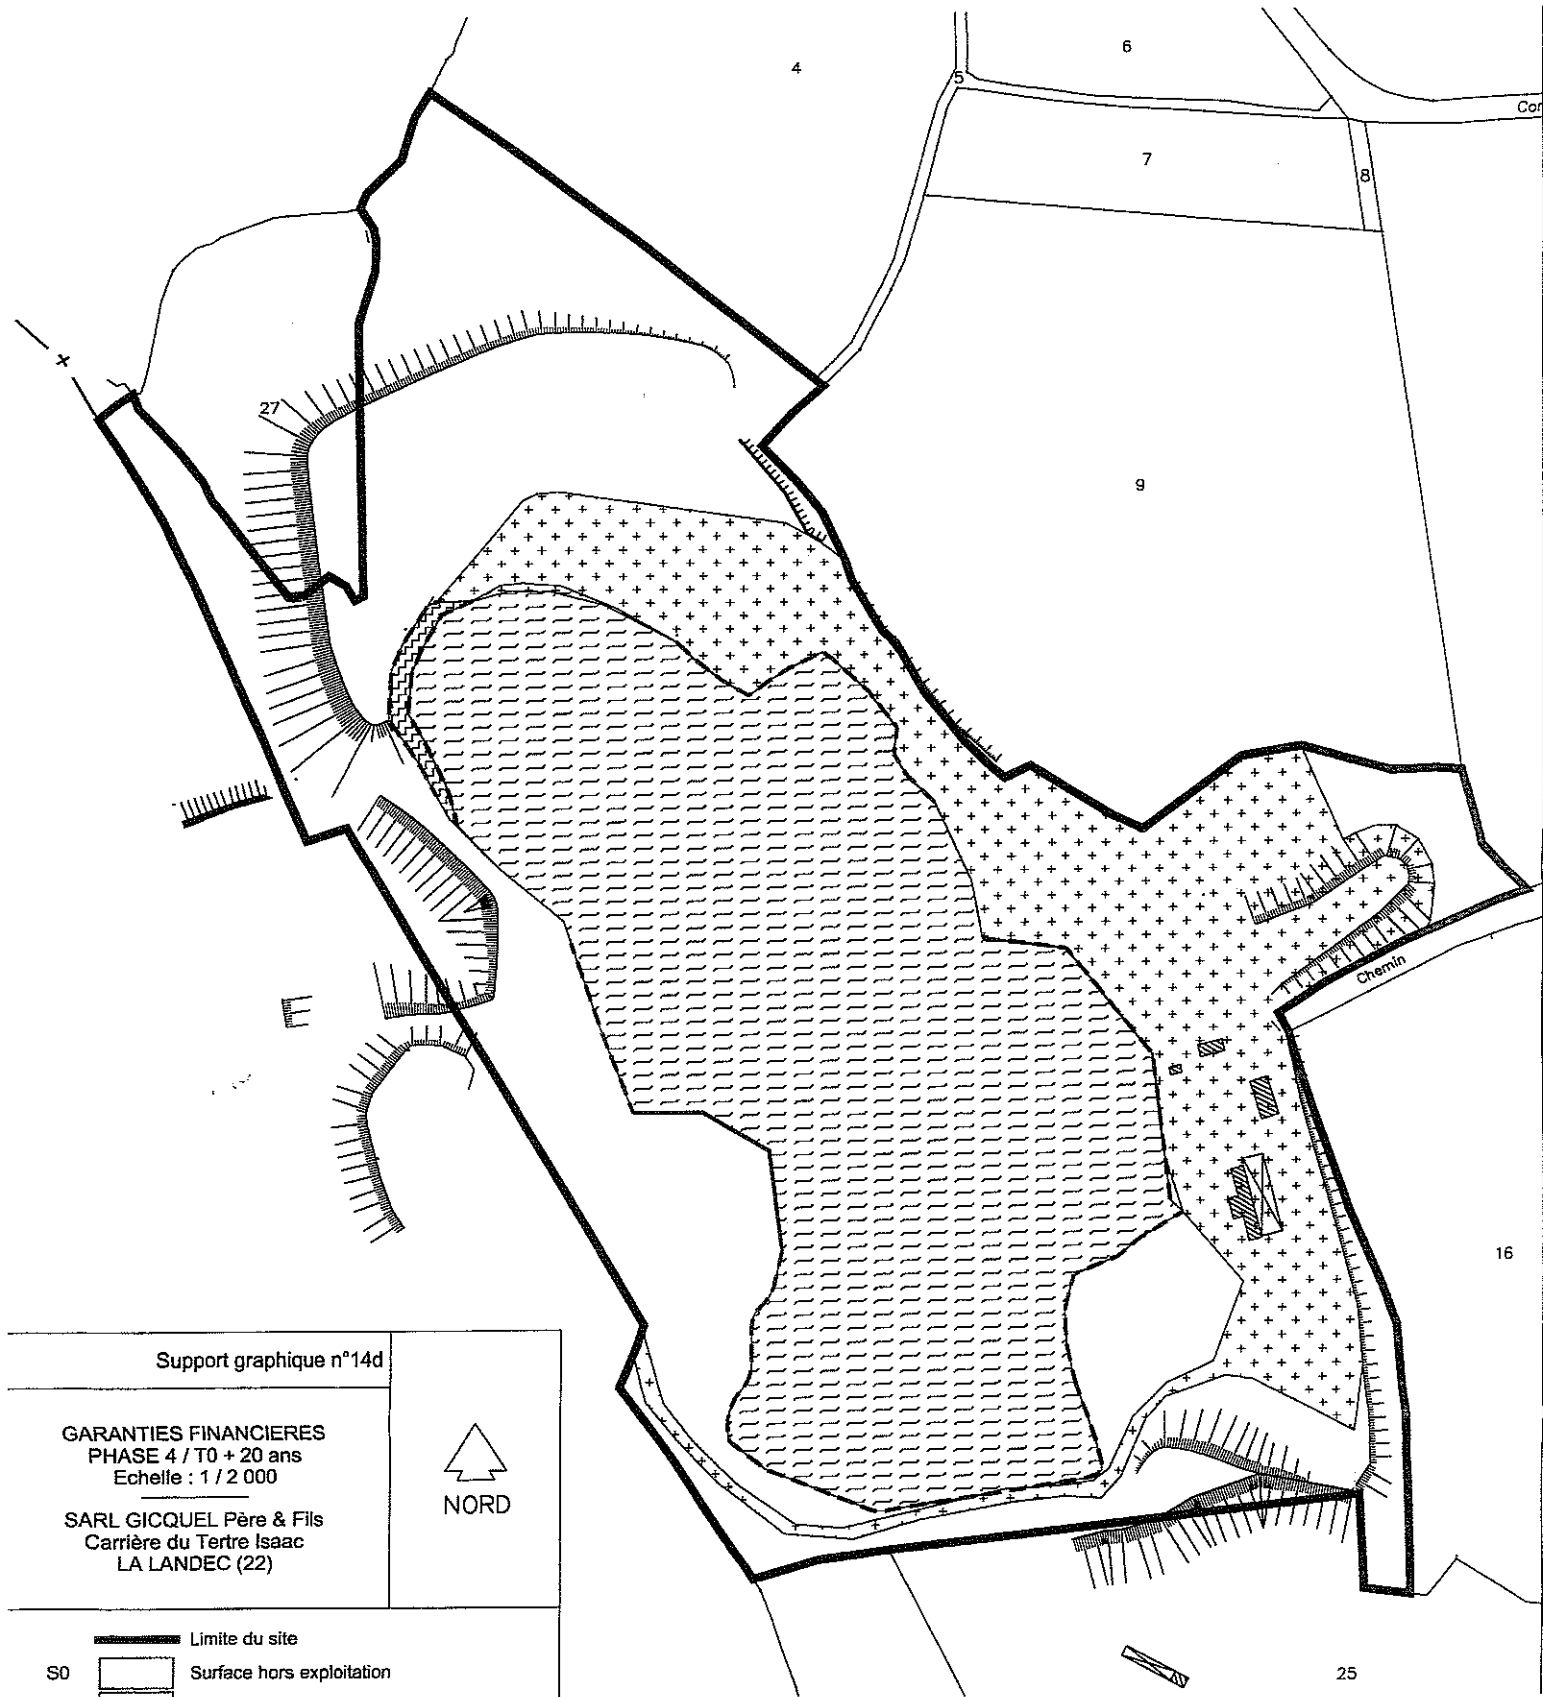 4
6
5
Cor
7
8
27
9
Chemin
16
Support graphique n°14d
GARANTIES FINANCIERES
PHASE 4 / T0 + 20 ans
Echelle : 1 / 2 000
SARL GICQUEL Père & Fils
Carrière du Tertre Isaac
LA LANDEC (22)
NORD
Limite du site
S0 Surface hors exploitation
25